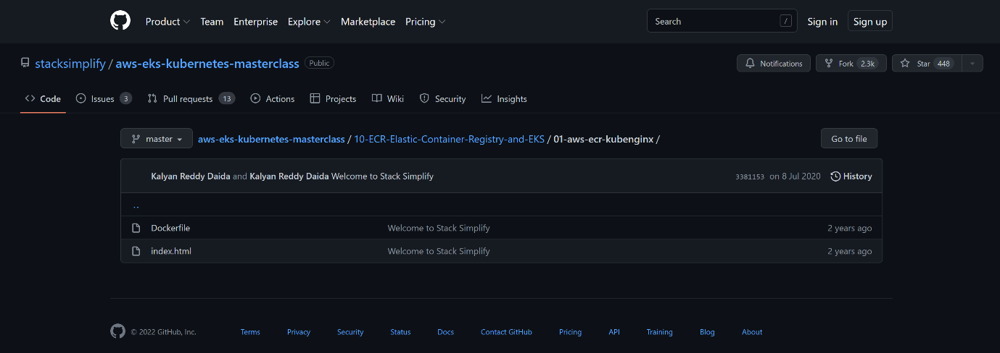 Product Team Enterprise Explore Marketplace Pricing Search / Sign in Sign up
stacksimplify / aws-eks-kubernetes-masterclass Public Notifications Fork 2.3k Star 448
Code Issues 3 Pull requests 13 Actions Projects Wiki Security Insights
master aws-eks-kubernetes-masterclass / 10-ECR-Elastic-Container-Registry-and-EKS / 01-aws-ecr-kubenginx / Go to file
Kalyan Reddy Daida and Kalyan Reddy Daida Welcome to Stack Simplify 3381153 on 8 Jul 2020 History
..
Dockerfile Welcome to Stack Simplify 2 years ago
index.html Welcome to Stack Simplify 2 years ago
© 2022 GitHub, Inc. Terms Privacy Security Status Docs Contact GitHub Pricing API Training Blog About